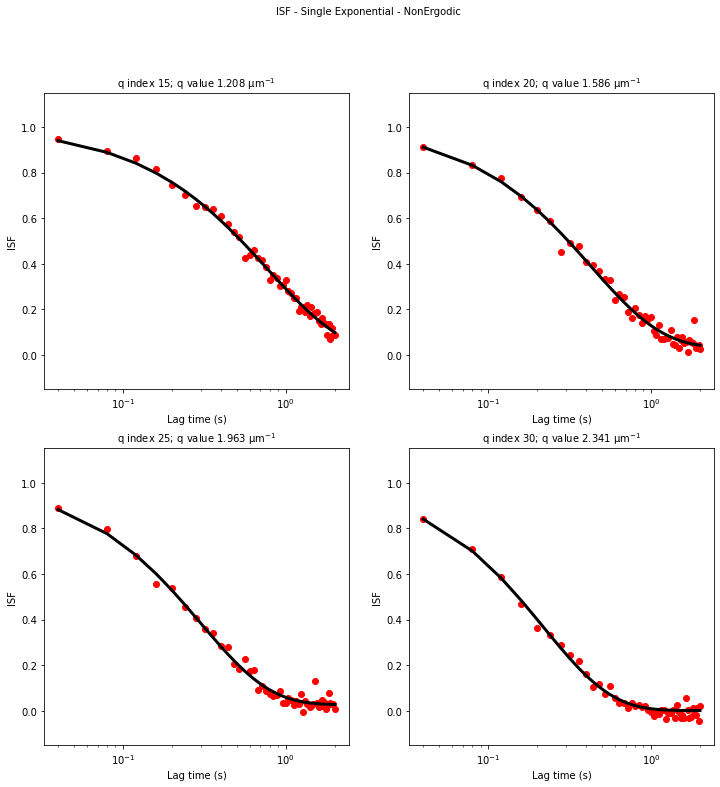 ISF - Single Exponential - NonErgodic
q index 15; q value 1.208 μm⁻¹
q index 20; q value 1.586 μm⁻¹
ISF
1.0
0.8
0.6
0.4
0.2
0.0
10⁻¹
10⁰
Lag time (s)
ISF
1.0
0.8
0.6
0.4
0.2
0.0
10⁻¹
10⁰
Lag time (s)
q index 25; q value 1.963 μm⁻¹
q index 30; q value 2.341 μm⁻¹
ISF
1.0
0.8
0.6
0.4
0.2
0.0
10⁻¹
10⁰
Lag time (s)
ISF
1.0
0.8
0.6
0.4
0.2
0.0
10⁻¹
10⁰
Lag time (s)